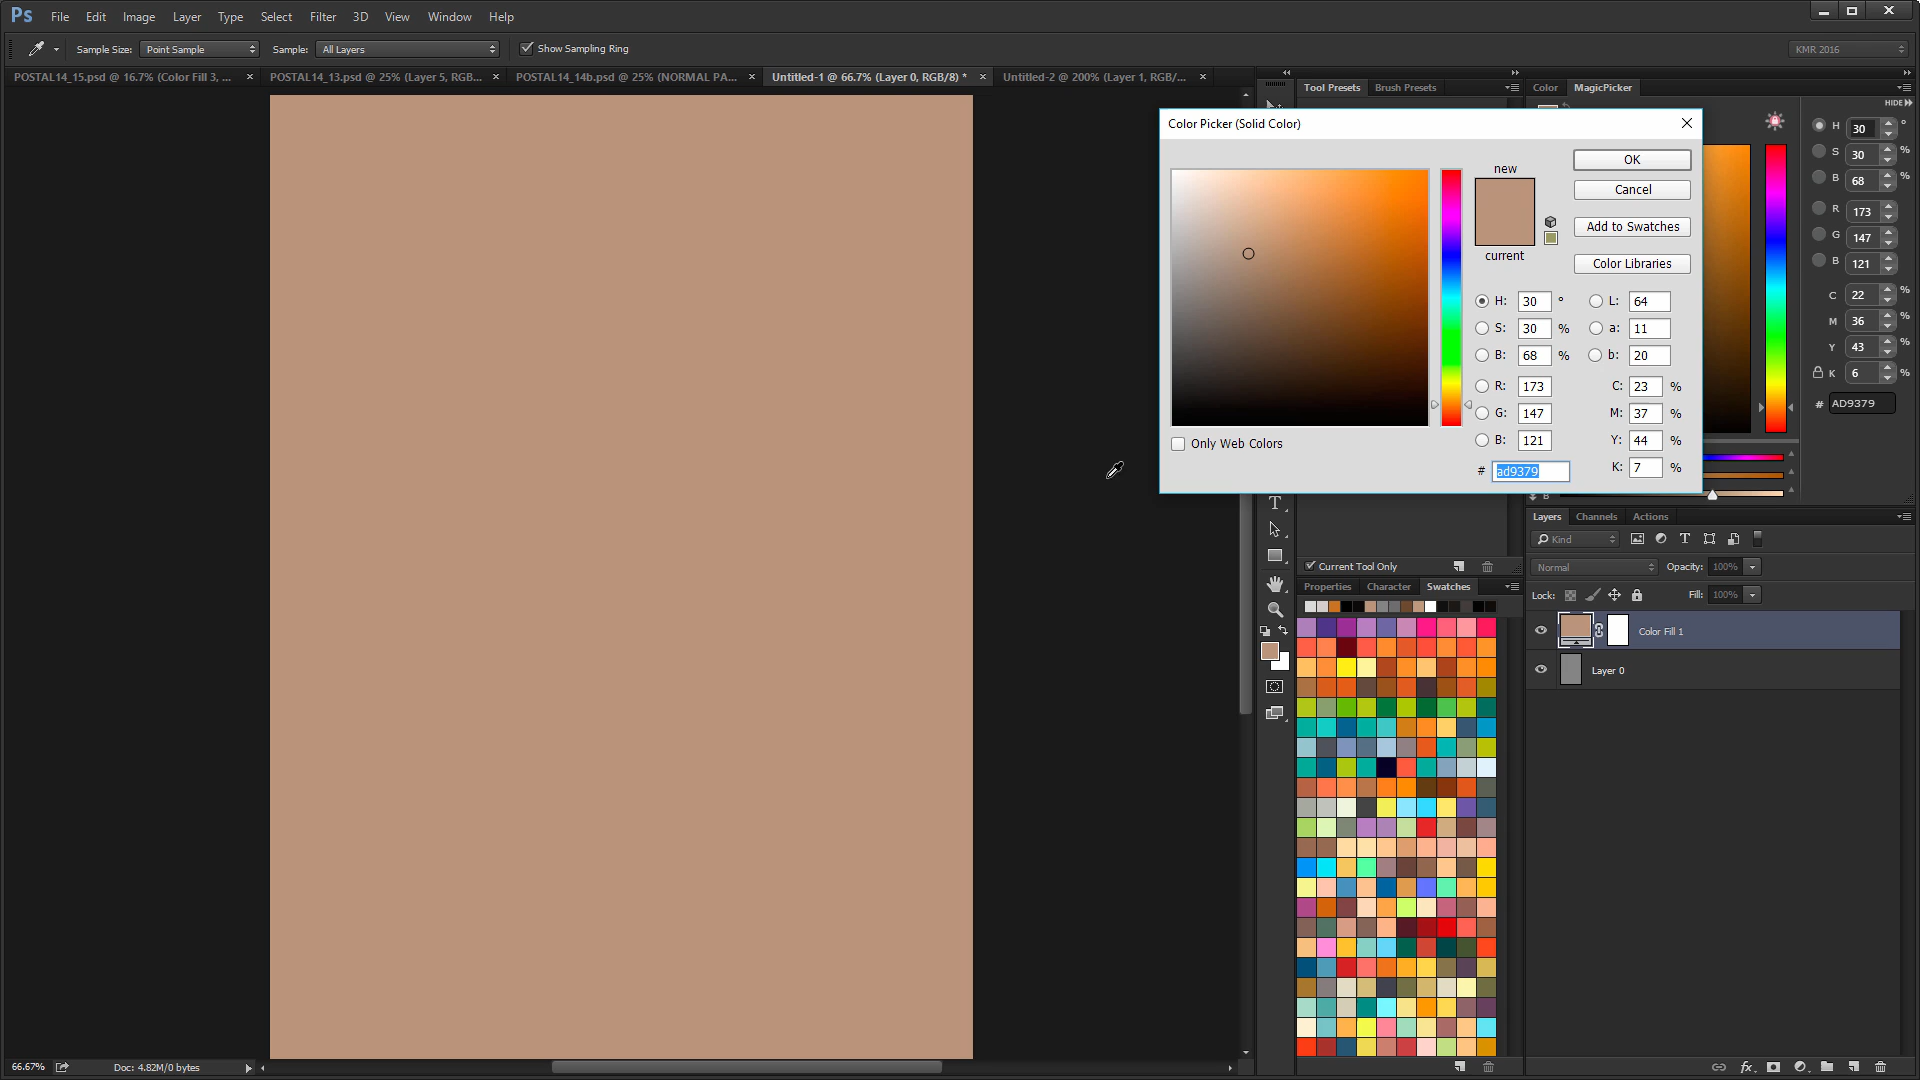 Ps File Edit Image Layer Type Select Filter 3D View Window Help
Sample Size: Point Sample Sample: All Layers Show Sampling Ring KMR 2016
POSTAL14_15.psd @ 16.7% (Color Fill 3, ... × POSTAL14_13.psd @ 25% (Layer 5, RGB... × POSTAL14_14b.psd @ 25% (NORMAL PA... × Untitled-1 @ 66.7% (Layer 0, RGB/8) * × Untitled-2 @ 200% (Layer 1, RGB/... ×
Tool Presets Brush Presets
Color MagicPicker
HIDE
Color Picker (Solid Color)
new
current
OK
Cancel
Add to Swatches
Color Libraries
H: 30 °
S: 30 %
B: 68 %
R: 173
G: 147
B: 121
# ad9379
L: 64
a: 11
b: 20
C: 23 %
M: 37 %
Y: 44 %
K: 7 %
Only Web Colors
H 30 °
S 30 %
B 68 %
R 173
G 147
B 121
C 22 %
M 36 %
Y 43 %
K 6 %
# AD9379
B
Current Tool Only
Properties Character Swatches
Layers Channels Actions
Kind
Normal Opacity: 100%
Lock: Fill: 100%
Color Fill 1
Layer 0
fx
66.67% Doc: 4.82M/0 bytes